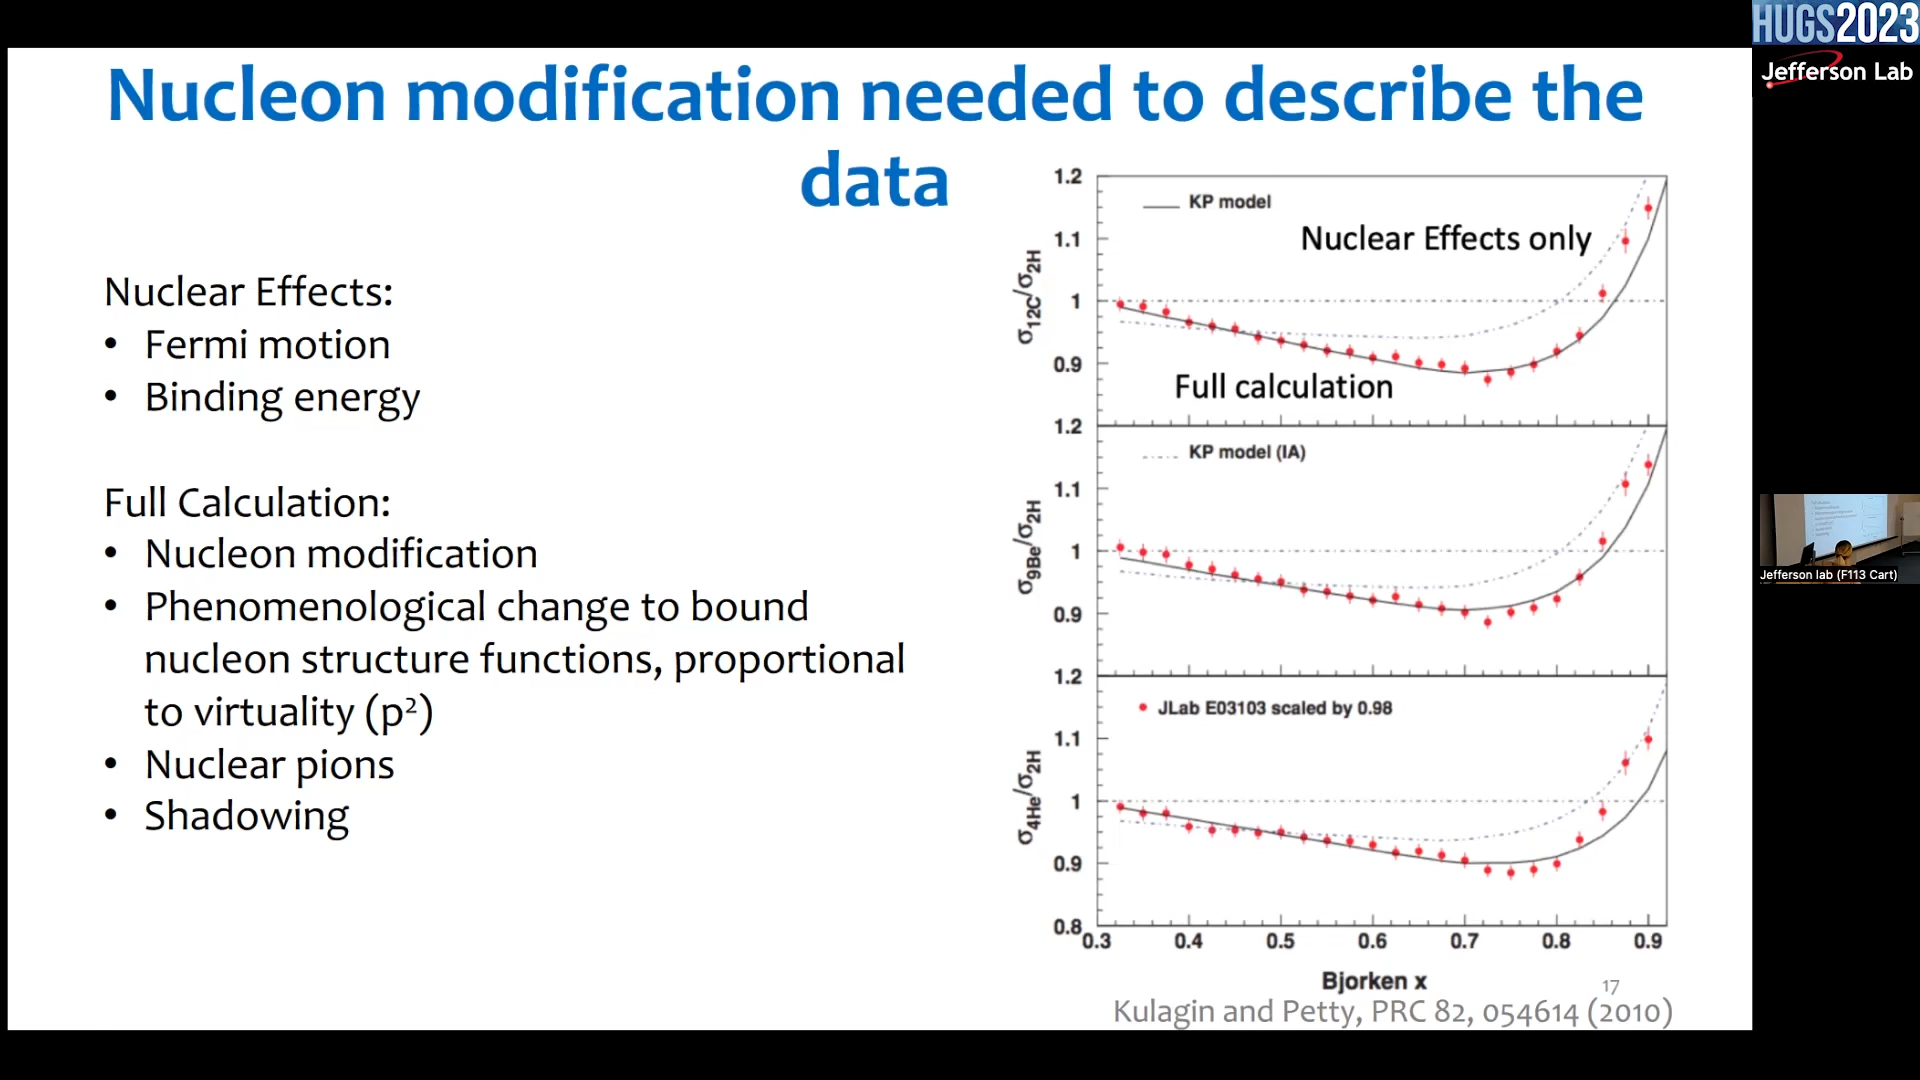 Nucleon modification needed to describe the
data
Nuclear Effects:
• Fermi motion
• Binding energy
Full Calculation:
• Nucleon modification
• Phenomenological change to bound
nucleon structure functions, proportional
to virtuality (p²)
• Nuclear pions
• Shadowing
1.2
KP model
Nuclear Effects only
1.1
σ12C/σ2H
1
0.9
Full calculation
1.2
KP model (IA)
1.1
σ9Be/σ2H
1
0.9
1.2
JLab E03103 scaled by 0.98
1.1
σ4He/σ2H
1
0.9
0.8
0.3 0.4 0.5 0.6 0.7 0.8 0.9
Bjorken x
17
Kulagin and Petty, PRC 82, 054614 (2010)
HUGS2023
Jefferson Lab
Jefferson lab (F113 Cart)